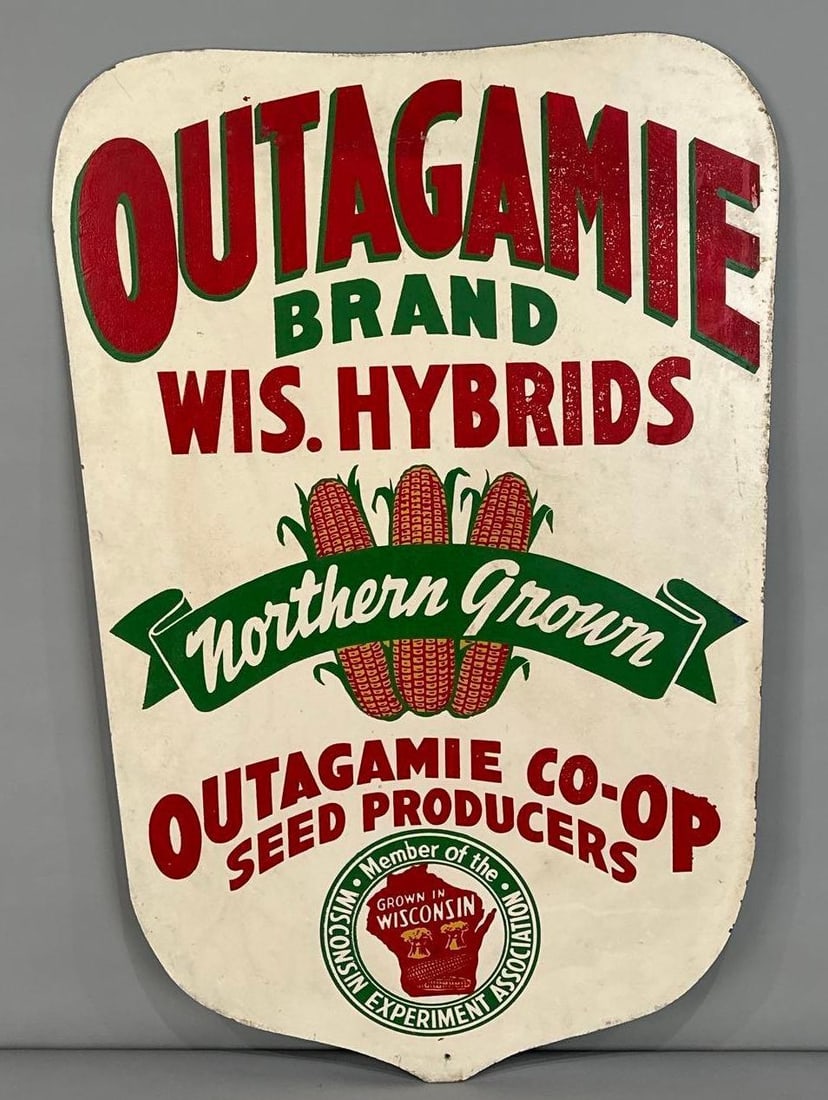 OUTAGAMIE
BRAND
WIS. HYBRIDS
Northern Grown
OUTAGAMIE CO-OP
SEED PRODUCERS
• Member of the •
WISCONSIN EXPERIMENT ASSOCIATION
GROWN IN
WISCONSIN